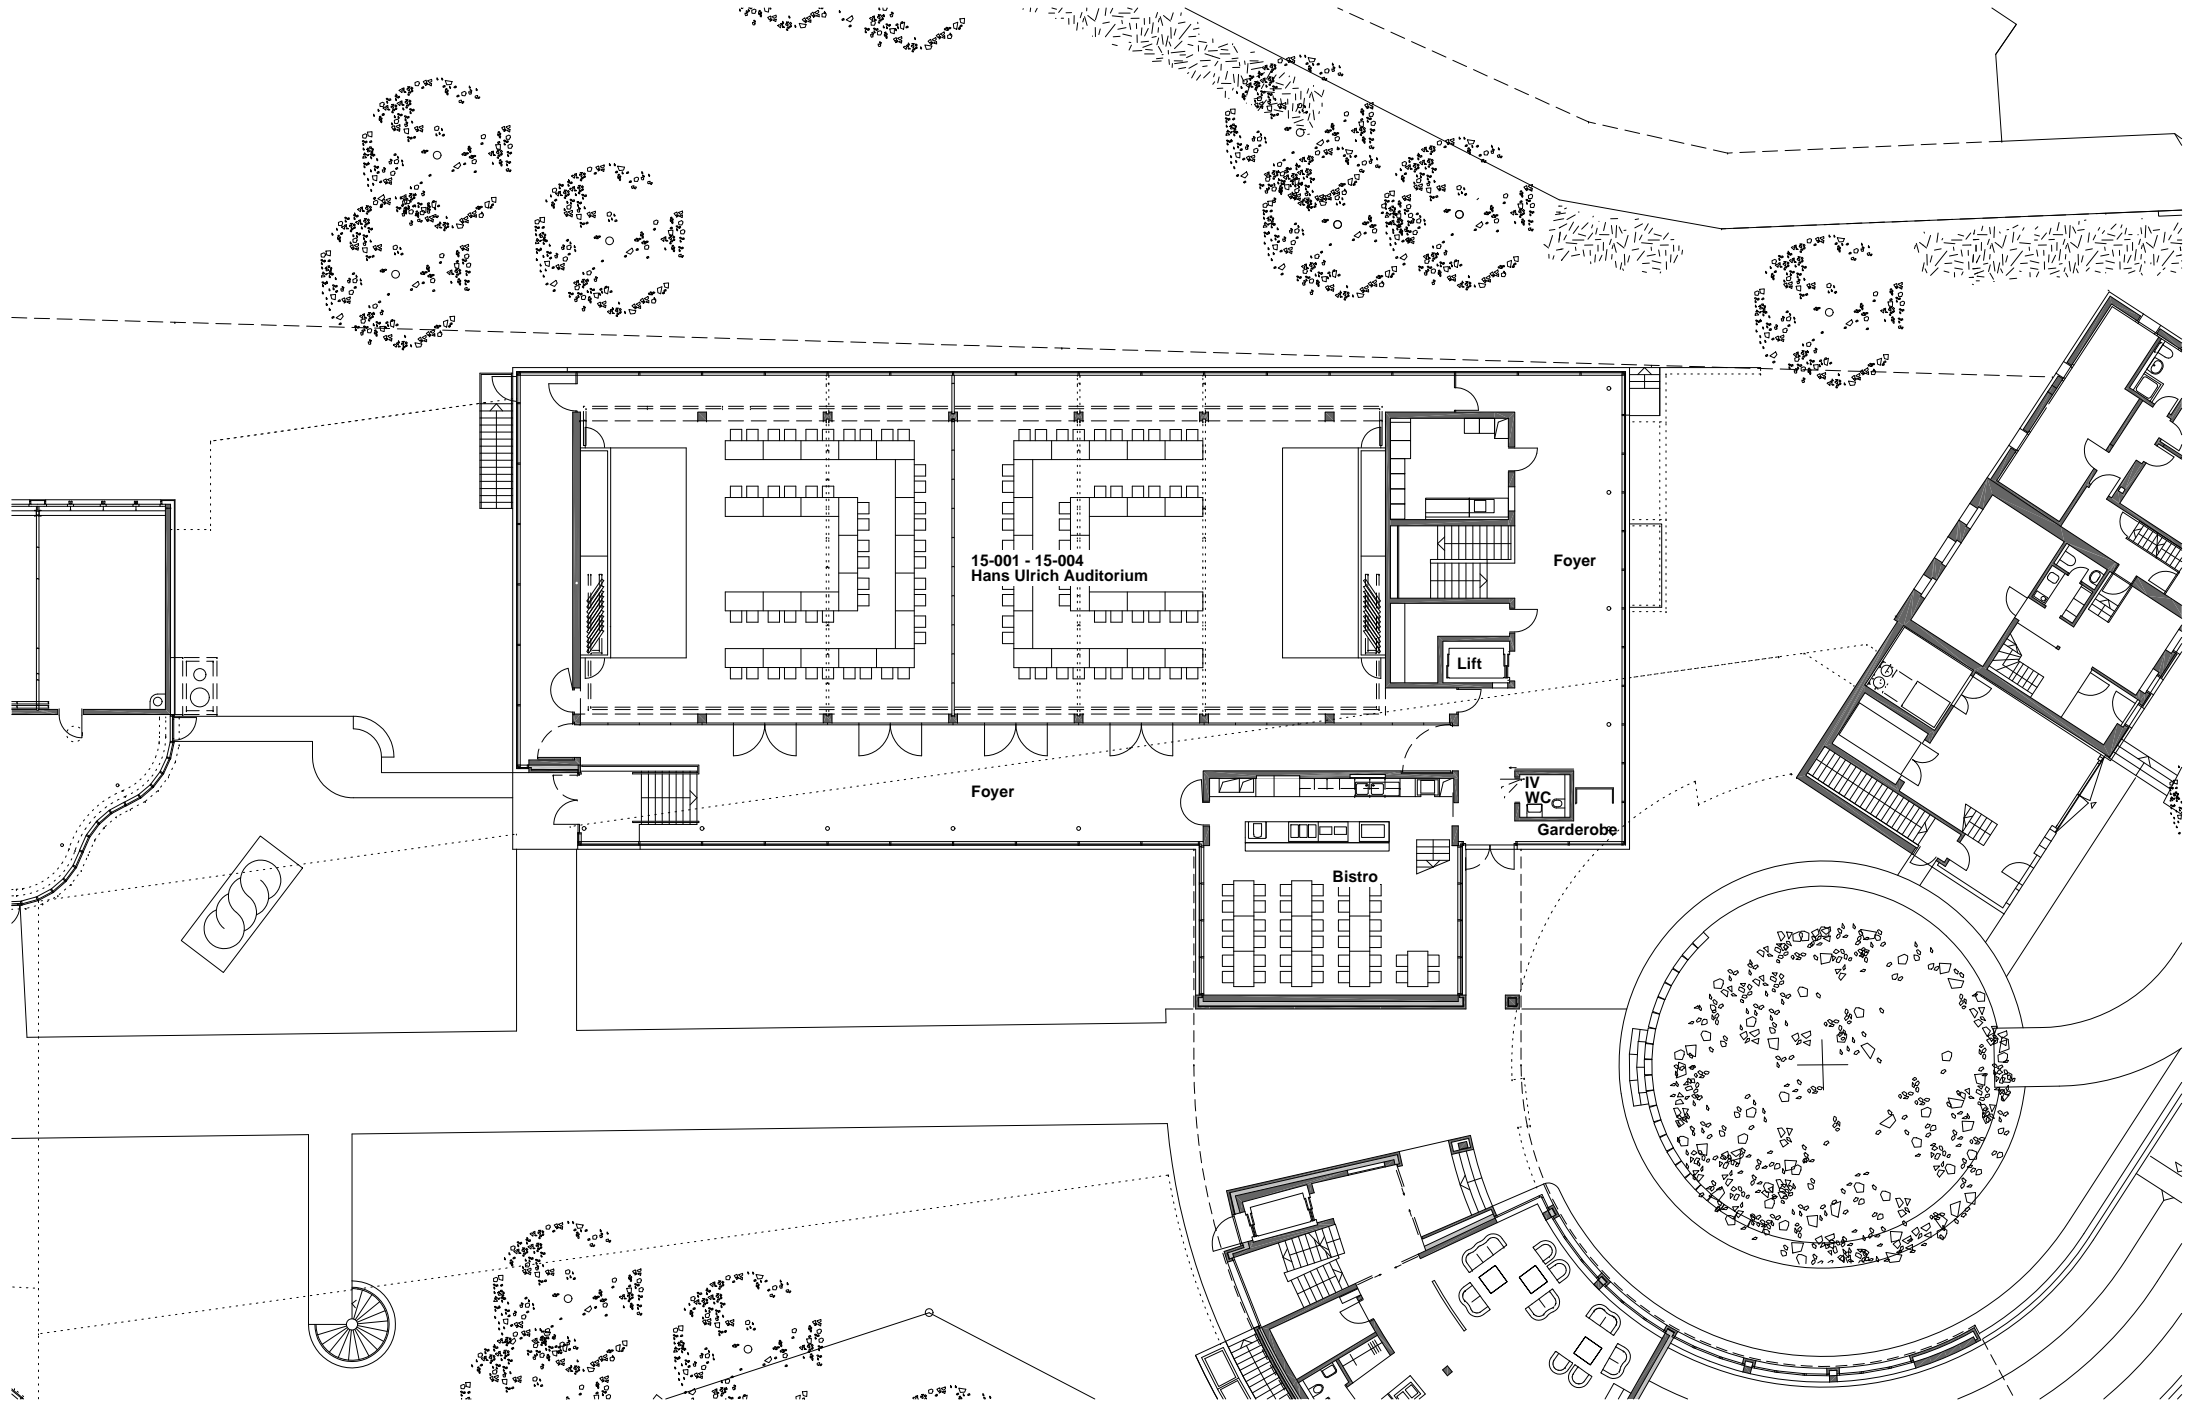 15-001 - 15-004
Hans Ulrich Auditorium
Foyer
Lift
IV
WC
Foyer
Garderobe
Bistro